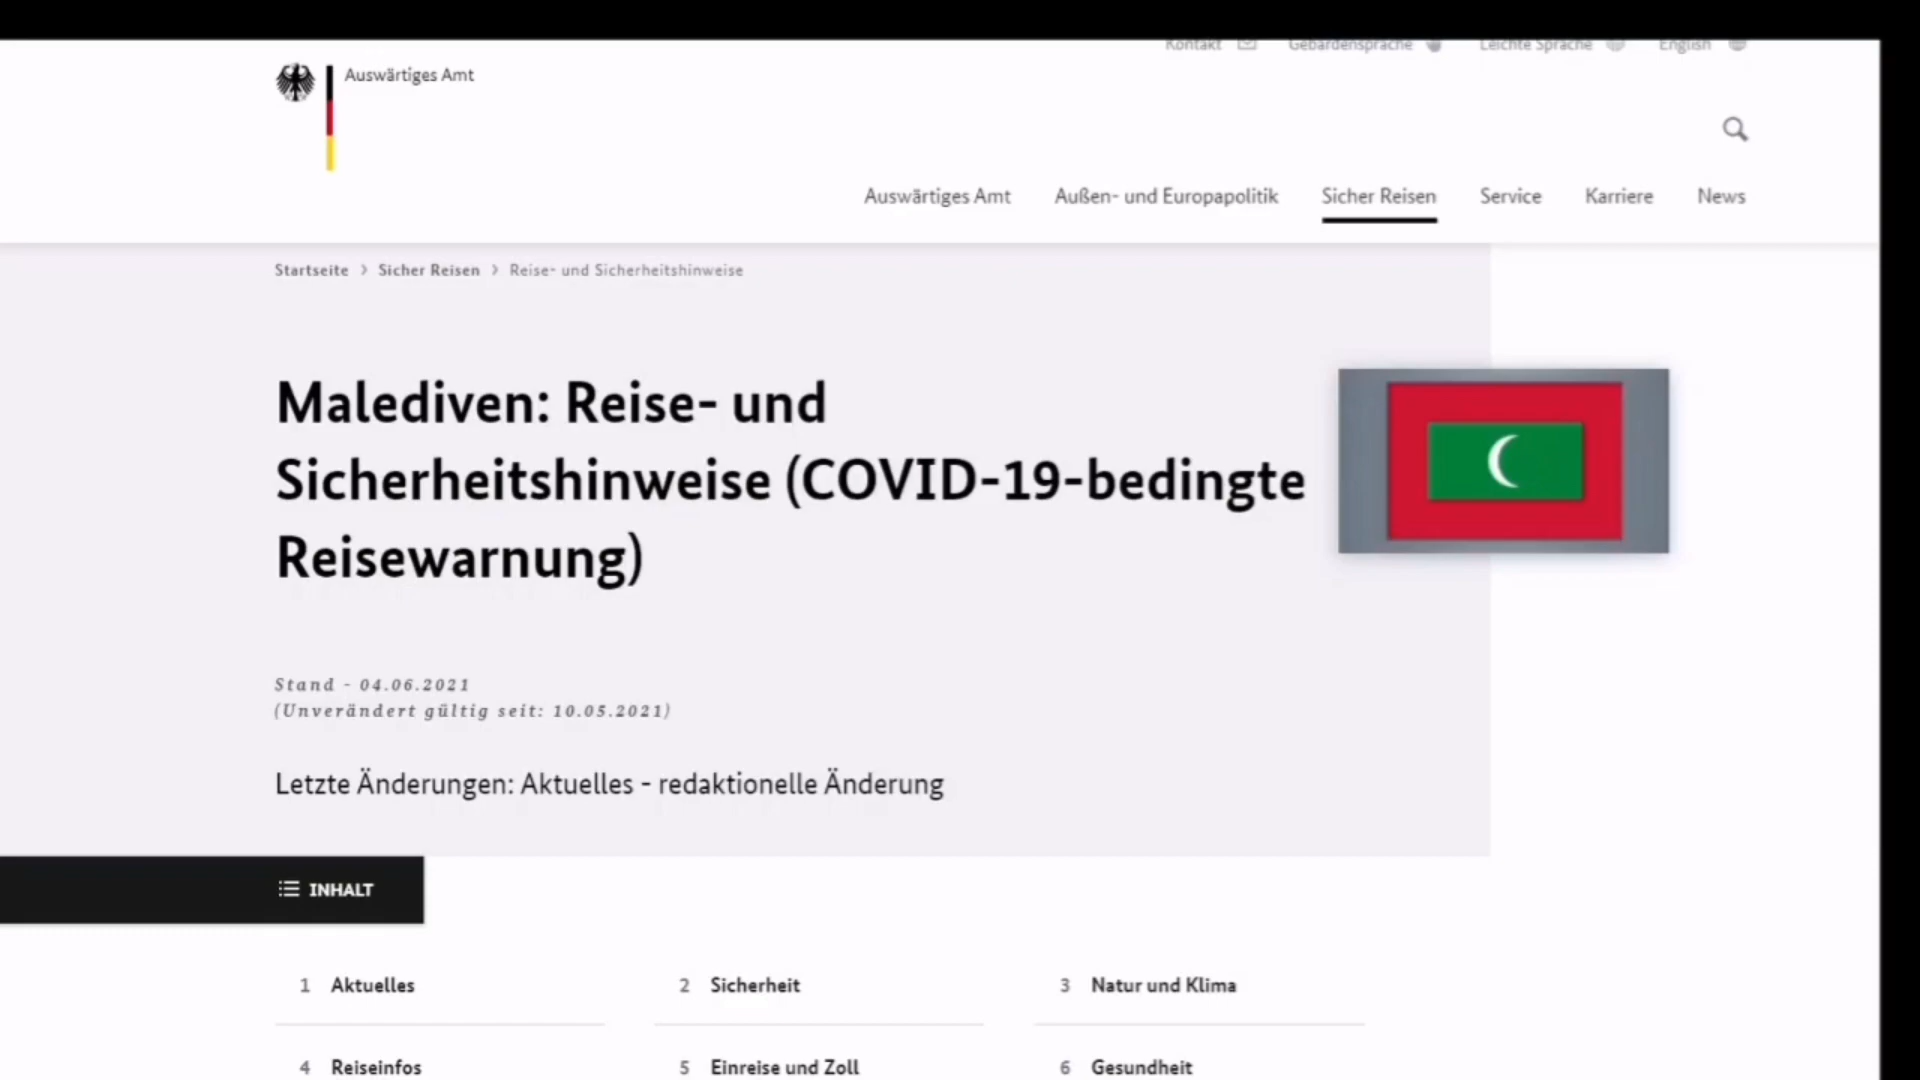 Kontakt Gebärdensprache Leichte Sprache English
Auswärtiges Amt
Auswärtiges Amt Außen- und Europapolitik Sicher Reisen Service Karriere News
Startseite > Sicher Reisen > Reise- und Sicherheitshinweise
Malediven: Reise- und
Sicherheitshinweise (COVID-19-bedingte
Reisewarnung)
Stand - 04.06.2021
(Unverändert gültig seit: 10.05.2021)
Letzte Änderungen: Aktuelles - redaktionelle Änderung
INHALT
1 Aktuelles 2 Sicherheit 3 Natur und Klima
4 Reiseinfos 5 Einreise und Zoll 6 Gesundheit